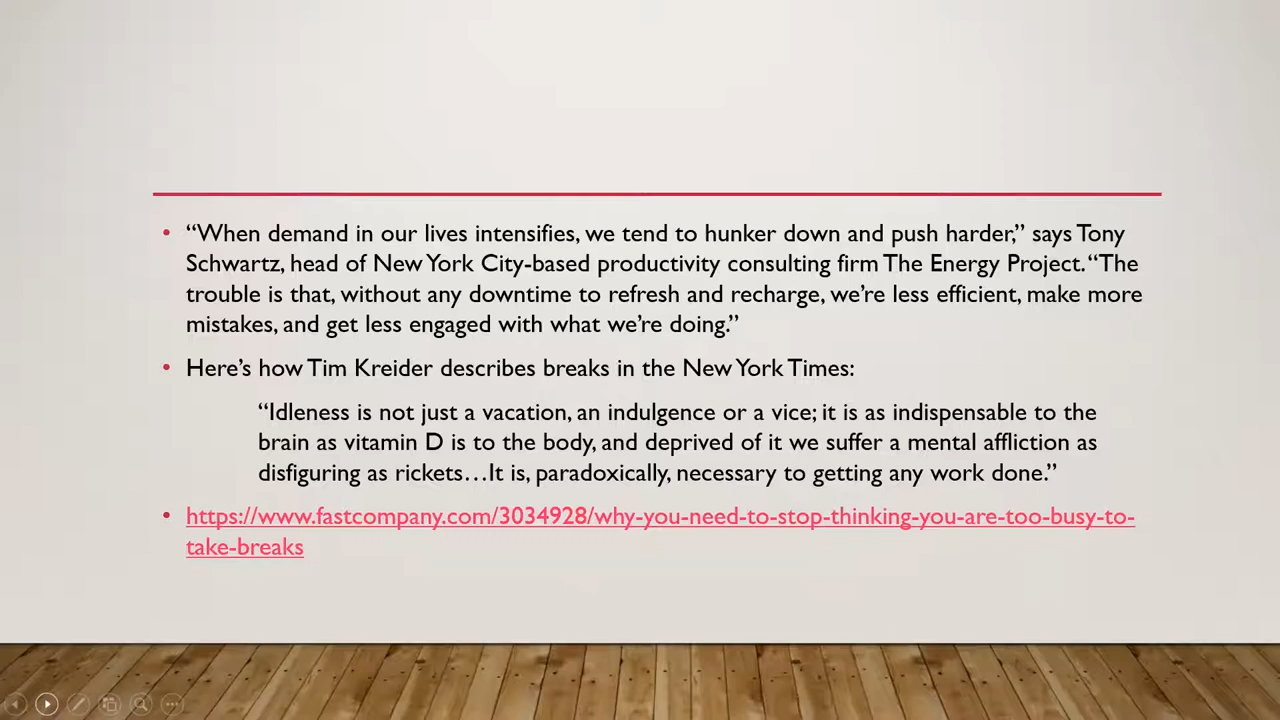 • “When demand in our lives intensifies, we tend to hunker down and push harder,” says Tony
Schwartz, head of New York City-based productivity consulting firm The Energy Project. “The
trouble is that, without any downtime to refresh and recharge, we’re less efficient, make more
mistakes, and get less engaged with what we’re doing.”
• Here’s how Tim Kreider describes breaks in the New York Times:
“Idleness is not just a vacation, an indulgence or a vice; it is as indispensable to the
brain as vitamin D is to the body, and deprived of it we suffer a mental affliction as
disfiguring as rickets…It is, paradoxically, necessary to getting any work done.”
• https://www.fastcompany.com/3034928/why-you-need-to-stop-thinking-you-are-too-busy-to-
take-breaks